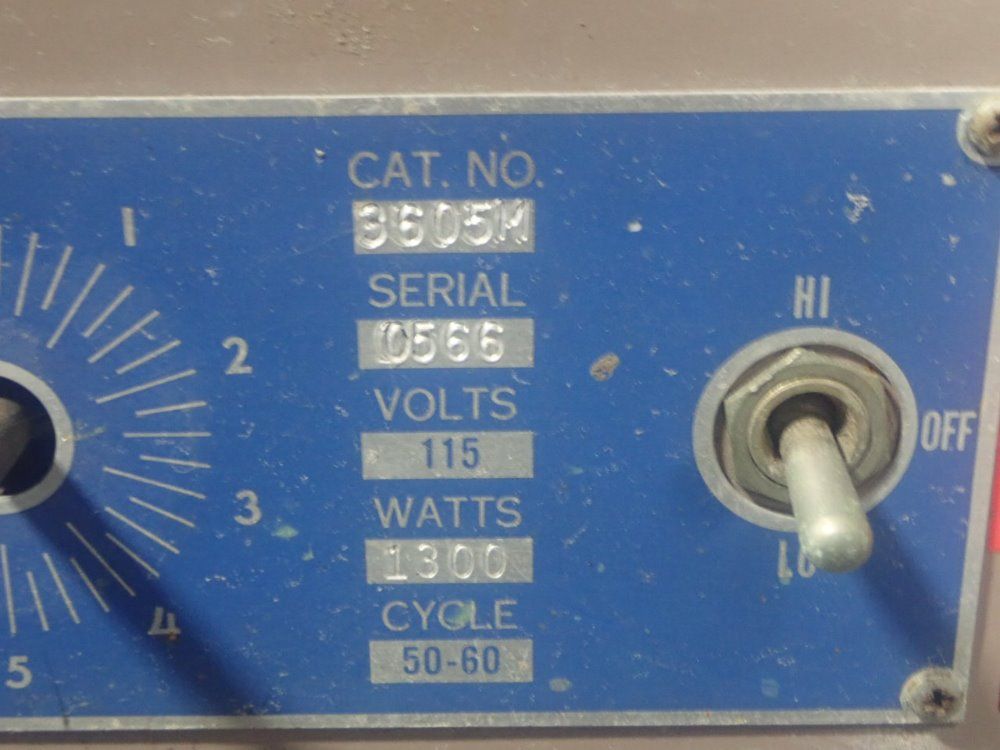 CAT. NO.
3605M
SERIAL
0566
VOLTS
115
WATTS
1300
CYCLE
50-60
1
2
3
4
5
HI
OFF
LO